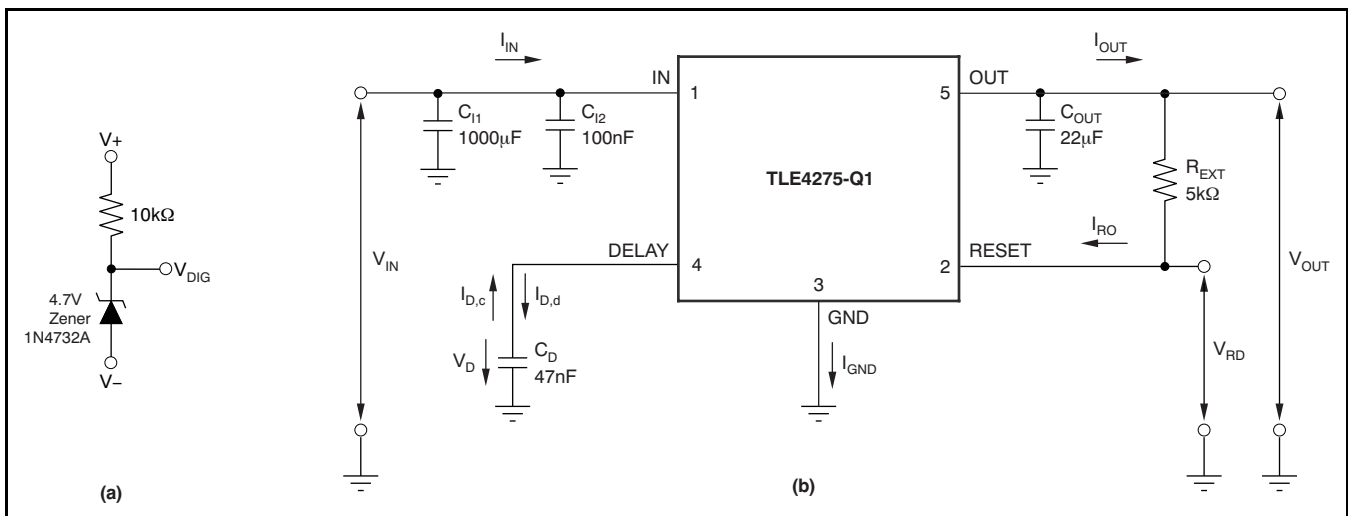 V+
10kΩ
V_DIG
4.7V
Zener
1N4732A
V−
(a)
I_IN
IN
1
C_I1
1000μF
C_I2
100nF
V_IN
TLE4275-Q1
DELAY
4
I_D,c
I_D,d
V_D
C_D
47nF
3
GND
I_GND
OUT
5
I_OUT
C_OUT
22μF
R_EXT
5kΩ
I_RO
RESET
2
V_RD
V_OUT
(b)